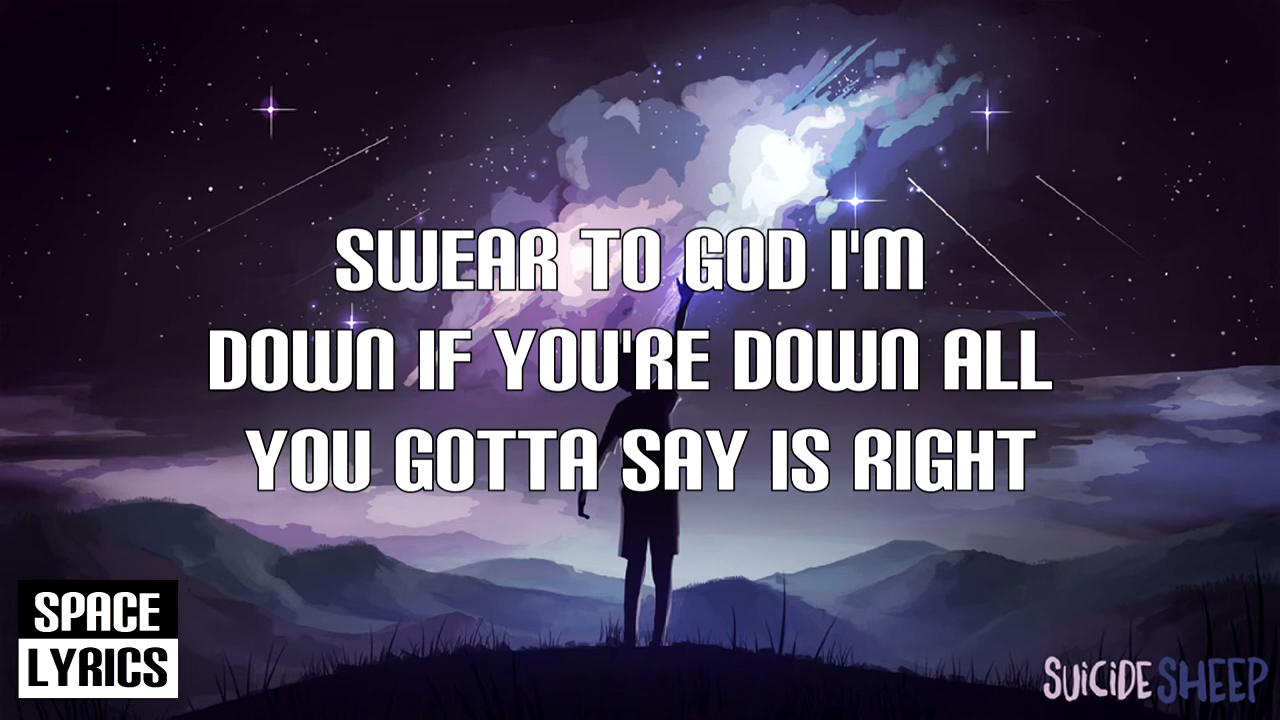 SWEAR TO GOD I'M
DOWN IF YOU'RE DOWN ALL
YOU GOTTA SAY IS RIGHT
SPACE
LYRICS
SUiCiDE SHEEP